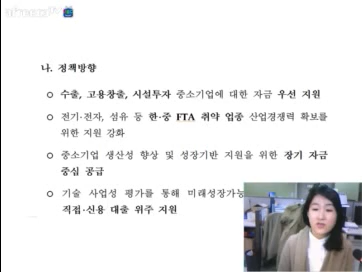 나. 정책방향
○ 수출, 고용창출, 시설투자 중소기업에 대한 자금 우선 지원
○ 전기·전자, 섬유 등 한·중 FTA 취약 업종 산업경쟁력 확보를
위한 지원 강화
○ 중소기업 생산성 향상 및 성장기반 지원을 위한 장기 자금
중심 공급
○ 기술 사업성 평가를 통해 미래성장가능
직접·신용 대출 위주 지원